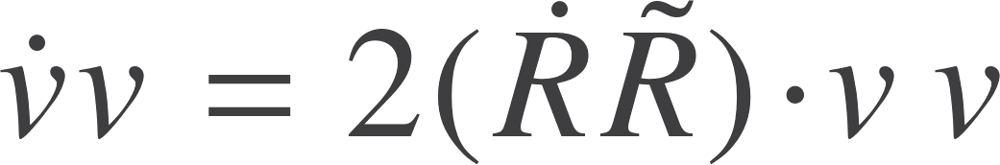 v̇v = 2(ṘR̃)·v v